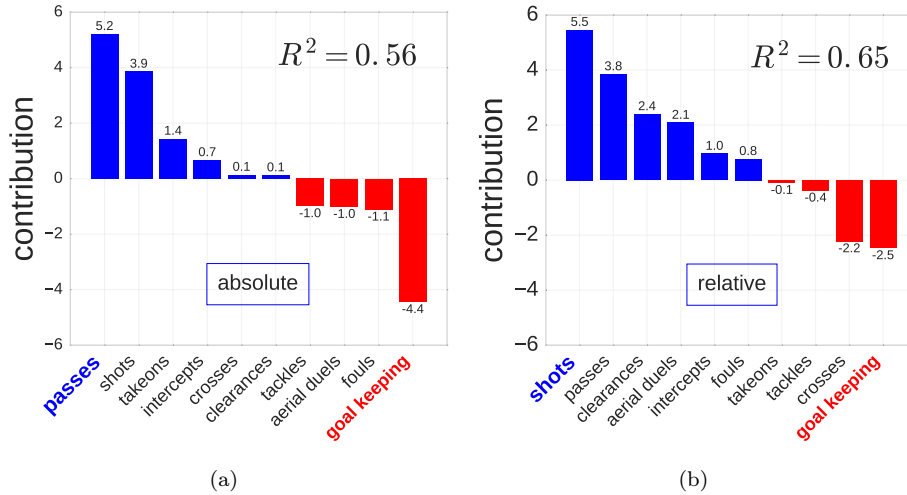 6
4
2
0
−2
−4
−6
contribution
5.2
3.9
1.4
0.7
0.1
0.1
-1.0
-1.0
-1.1
-4.4
R² = 0.56
absolute
passes
shots
takeons
intercepts
crosses
clearances
tackles
aerial duels
fouls
goal keeping
(a)
6
4
2
0
−2
−4
−6
contribution
5.5
3.8
2.4
2.1
1.0
0.8
-0.1
-0.4
-2.2
-2.5
R² = 0.65
relative
shots
passes
clearances
aerial duels
intercepts
fouls
takeons
tackles
crosses
goal keeping
(b)